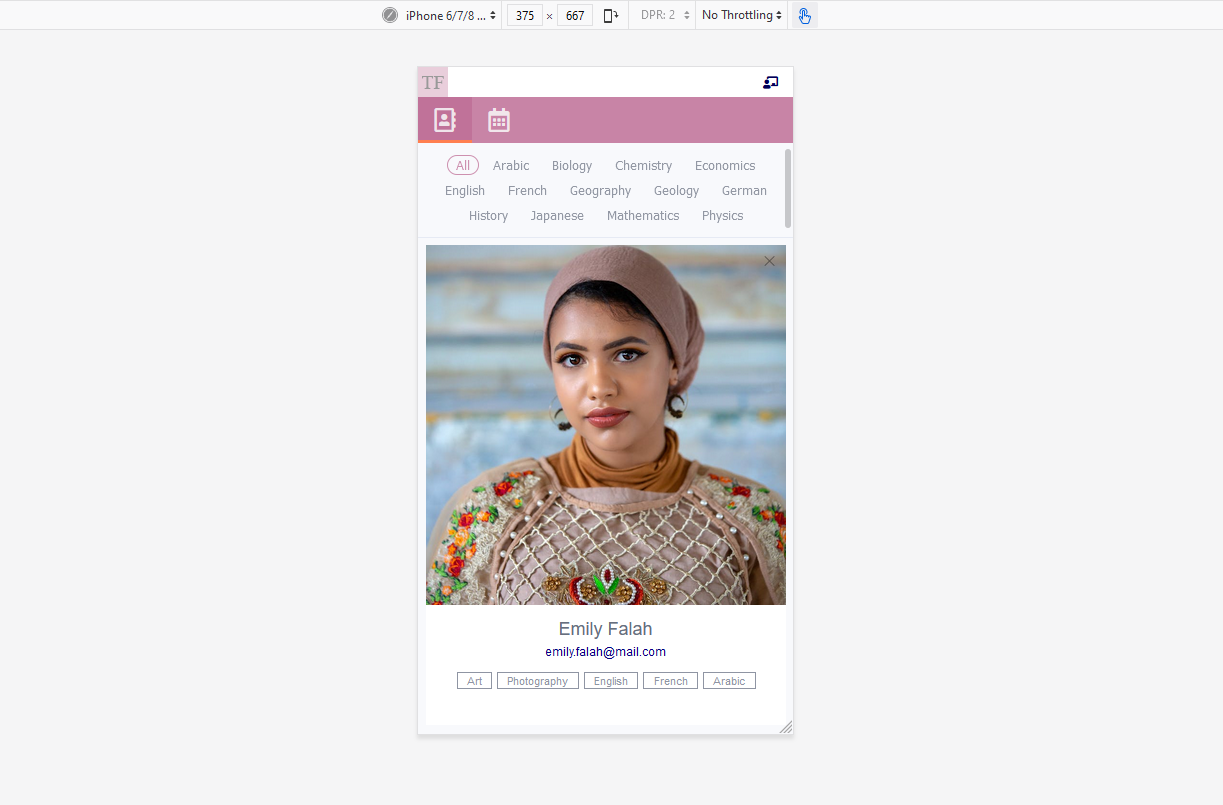 iPhone 6/7/8 ... 375 × 667 DPR: 2 No Throttling
TF
All Arabic Biology Chemistry Economics
English French Geography Geology German
History Japanese Mathematics Physics
Emily Falah
emily.falah@mail.com
Art Photography English French Arabic